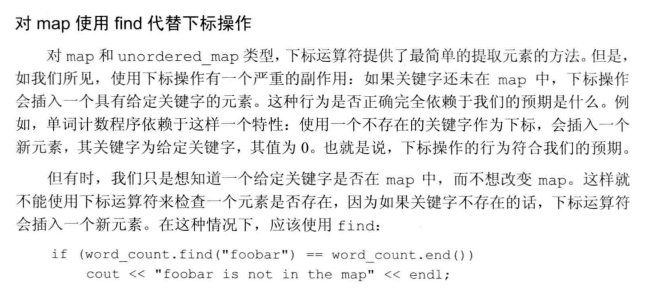 对 map 使用 find 代替下标操作
对 map 和 unordered_map 类型，下标运算符提供了最简单的提取元素的方法。但是，
如我们所见，使用下标操作有一个严重的副作用：如果关键字还未在 map 中，下标操作
会插入一个具有给定关键字的元素。这种行为是否正确完全依赖于我们的预期是什么。例
如，单词计数程序依赖于这样一个特性：使用一个不存在的关键字作为下标，会插入一个
新元素，其关键字为给定关键字，其值为 0。也就是说，下标操作的行为符合我们的预期。
但有时，我们只是想知道一个给定关键字是否在 map 中，而不想改变 map。这样就
不能使用下标运算符来检查一个元素是否存在，因为如果关键字不存在的话，下标运算符
会插入一个新元素。在这种情况下，应该使用 find：
if (word_count.find("foobar") == word_count.end())
cout << "foobar is not in the map" << endl;